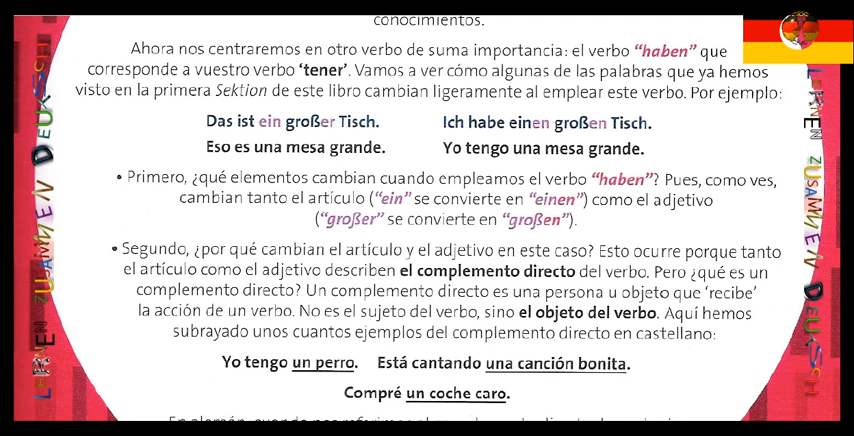 conocimientos.
Ahora nos centraremos en otro verbo de suma importancia: el verbo “haben” que
corresponde a vuestro verbo ‘tener’. Vamos a ver cómo algunas de las palabras que ya hemos
visto en la primera Sektion de este libro cambian ligeramente al emplear este verbo. Por ejemplo:
Das ist ein großer Tisch. Ich habe einen großen Tisch.
Eso es una mesa grande. Yo tengo una mesa grande.
• Primero, ¿qué elementos cambian cuando empleamos el verbo “haben”? Pues, como ves,
cambian tanto el artículo (“ein” se convierte en “einen”) como el adjetivo
(“großer” se convierte en “großen”).
• Segundo, ¿por qué cambian el artículo y el adjetivo en este caso? Esto ocurre porque tanto
el artículo como el adjetivo describen el complemento directo del verbo. Pero ¿qué es un
complemento directo? Un complemento directo es una persona u objeto que ‘recibe’
la acción de un verbo. No es el sujeto del verbo, sino el objeto del verbo. Aquí hemos
subrayado unos cuantos ejemplos del complemento directo en castellano:
Yo tengo un perro. Está cantando una canción bonita.
Compré un coche caro.
LERNEN ZUSAMMEN DEUKSCH
LERNEN ZUSAMMEN DEUKSCH